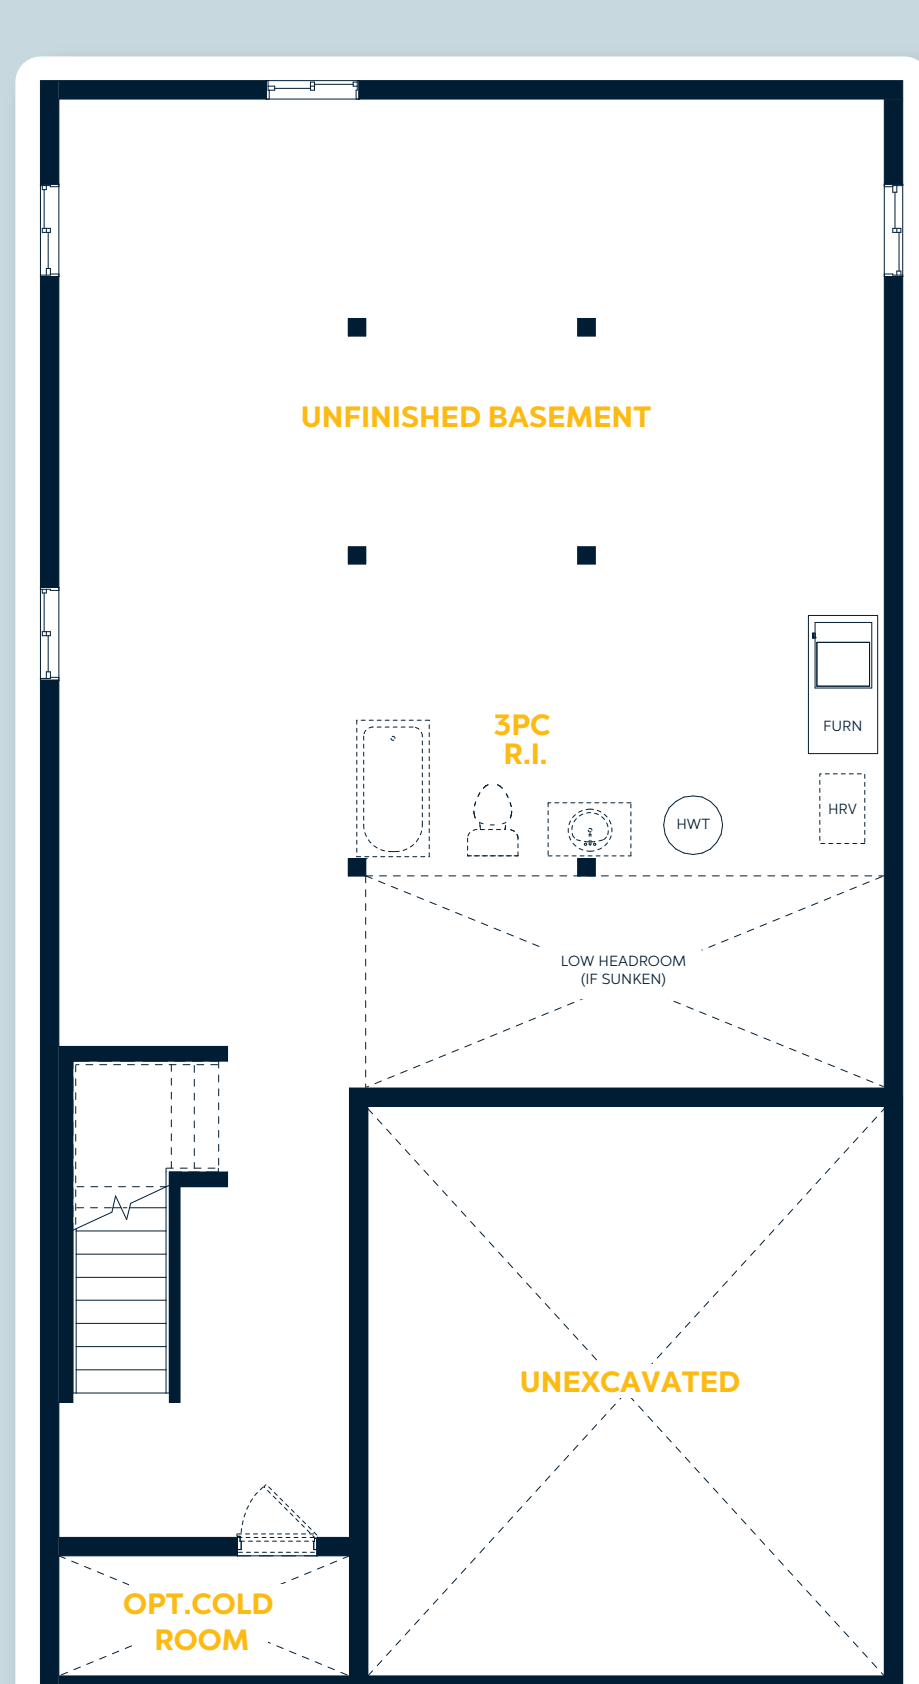 UNFINISHED BASEMENT
3PC
R.I.
FURN
HRV
HWT
LOW HEADROOM
(IF SUNKEN)
UNEXCAVATED
OPT.COLD
ROOM